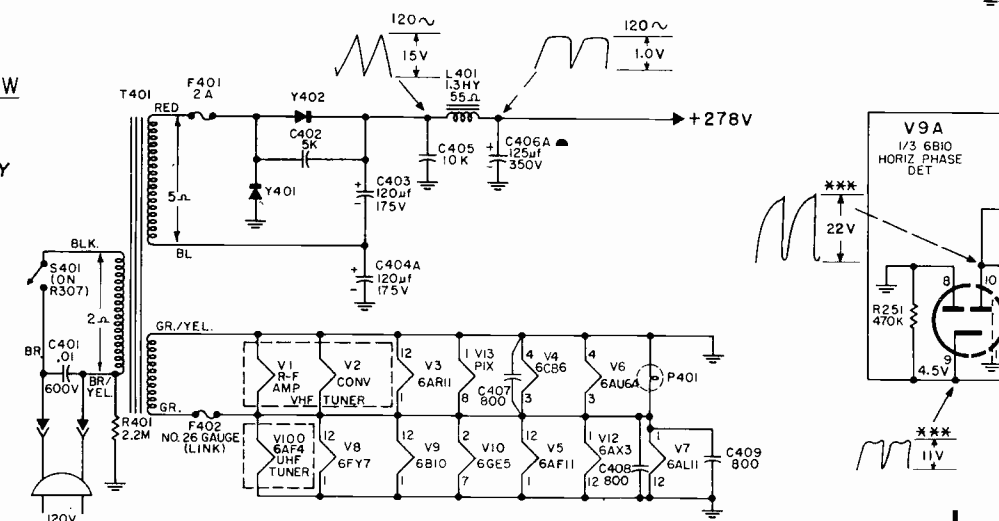 W
Y
120∿
15V
120∿
1.0V
L401
1.3HY
55Ω
T401
F401
2A
RED
Y402
C402
5K
+278V
C405
10K
C406A
125µf
350V
Y401
+
C403
120µf
175V
-
5Ω
BL
+
C404A
120µf
175V
-
V9A
1/3 6B10
HORIZ PHASE
DET
***
22V
8
10
R251
470K
9
4.5V
***
11V
BLK.
S401
(ON
R307)
2Ω
BR.
C401
.01
600V
BR/
YEL.
R401
2.2M
120V
GR./YEL.
GR.
F402
NO. 26 GAUGE
(LINK)
V1
R-F
AMP
V2
CONV
VHF TUNER
12
V3
6AR11
1
V13
PIX
8
C407
800
4
V4
6CB6
3
4
V6
6AU6A
3
P401
V100
6AF4
UHF
TUNER
12
V8
6FY7
1
12
V9
6B10
1
2
V10
6GE5
7
12
V5
6AF11
1
V12
6AX3
12
C408
800
1
V7
6AL11
12
C409
800